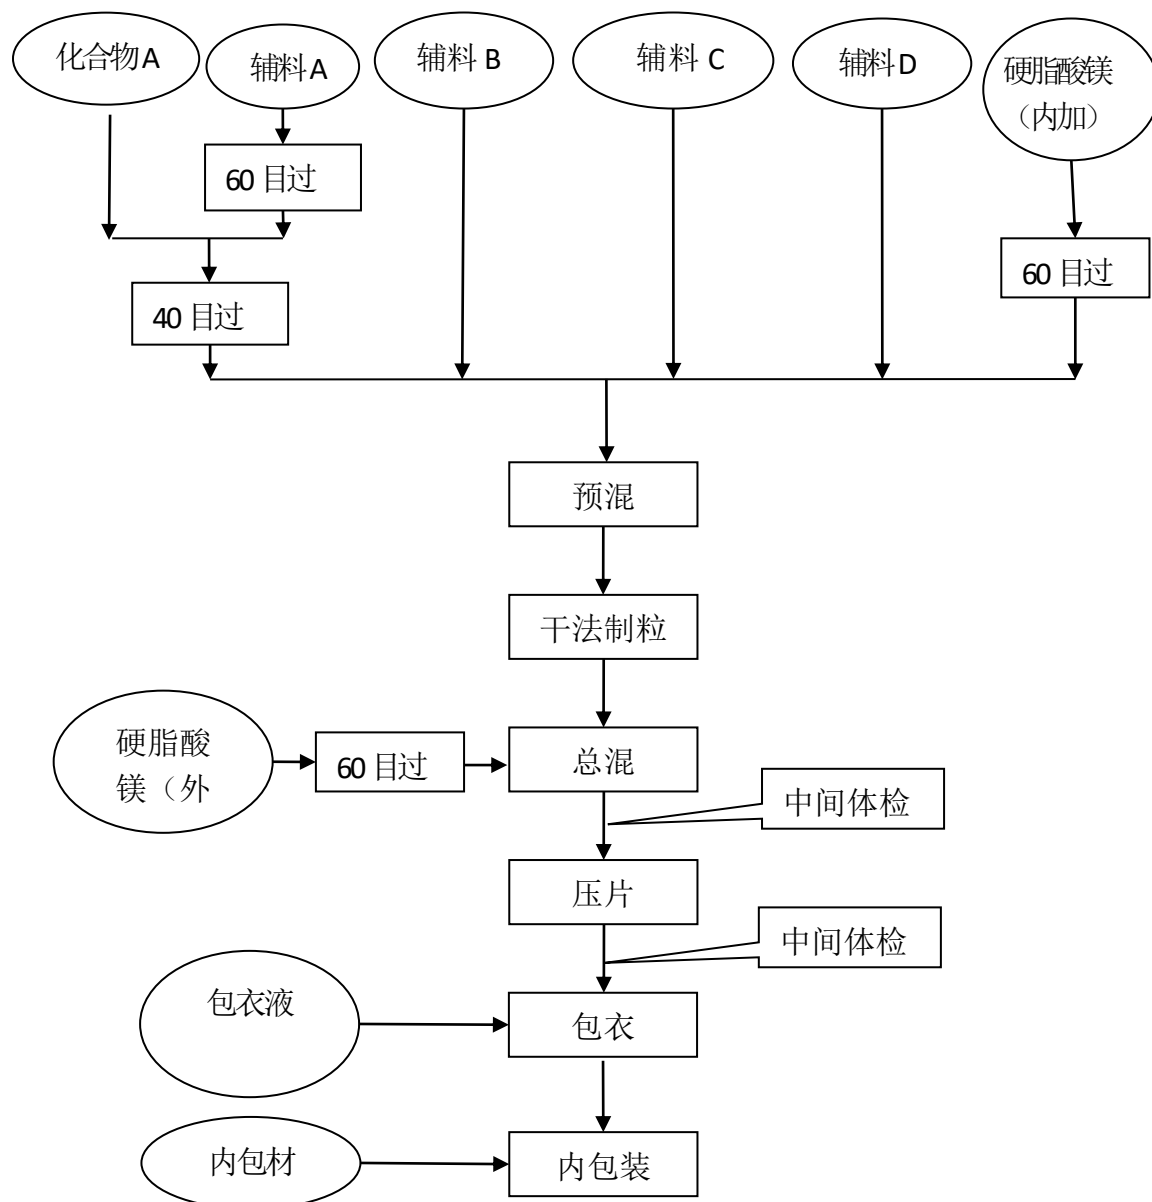 化合物A
辅料A
辅料 B
辅料 C
辅料D
硬脂酸镁
（内加）
60 目过
60 目过
40 目过
预混
干法制粒
硬脂酸
镁（外
60 目过
总混
中间体检
压片
中间体检
包衣液
包衣
内包材
内包装